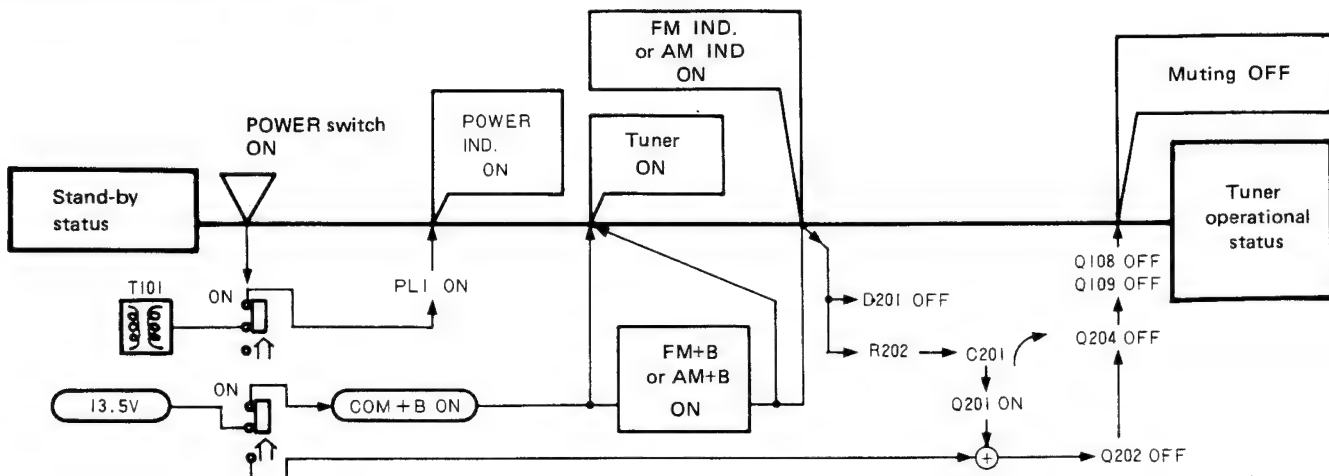 FM IND.
or AM IND
ON
Muting OFF
POWER switch
ON
POWER
IND.
ON
Tuner
ON
Stand-by
status
Tuner
operational
status
T101
ON
PL1 ON
Q108 OFF
Q109 OFF
D201 OFF
R202
C201
Q204 OFF
FM+B
or AM+B
ON
13.5V
ON
COM +B ON
Q201 ON
+
Q202 OFF